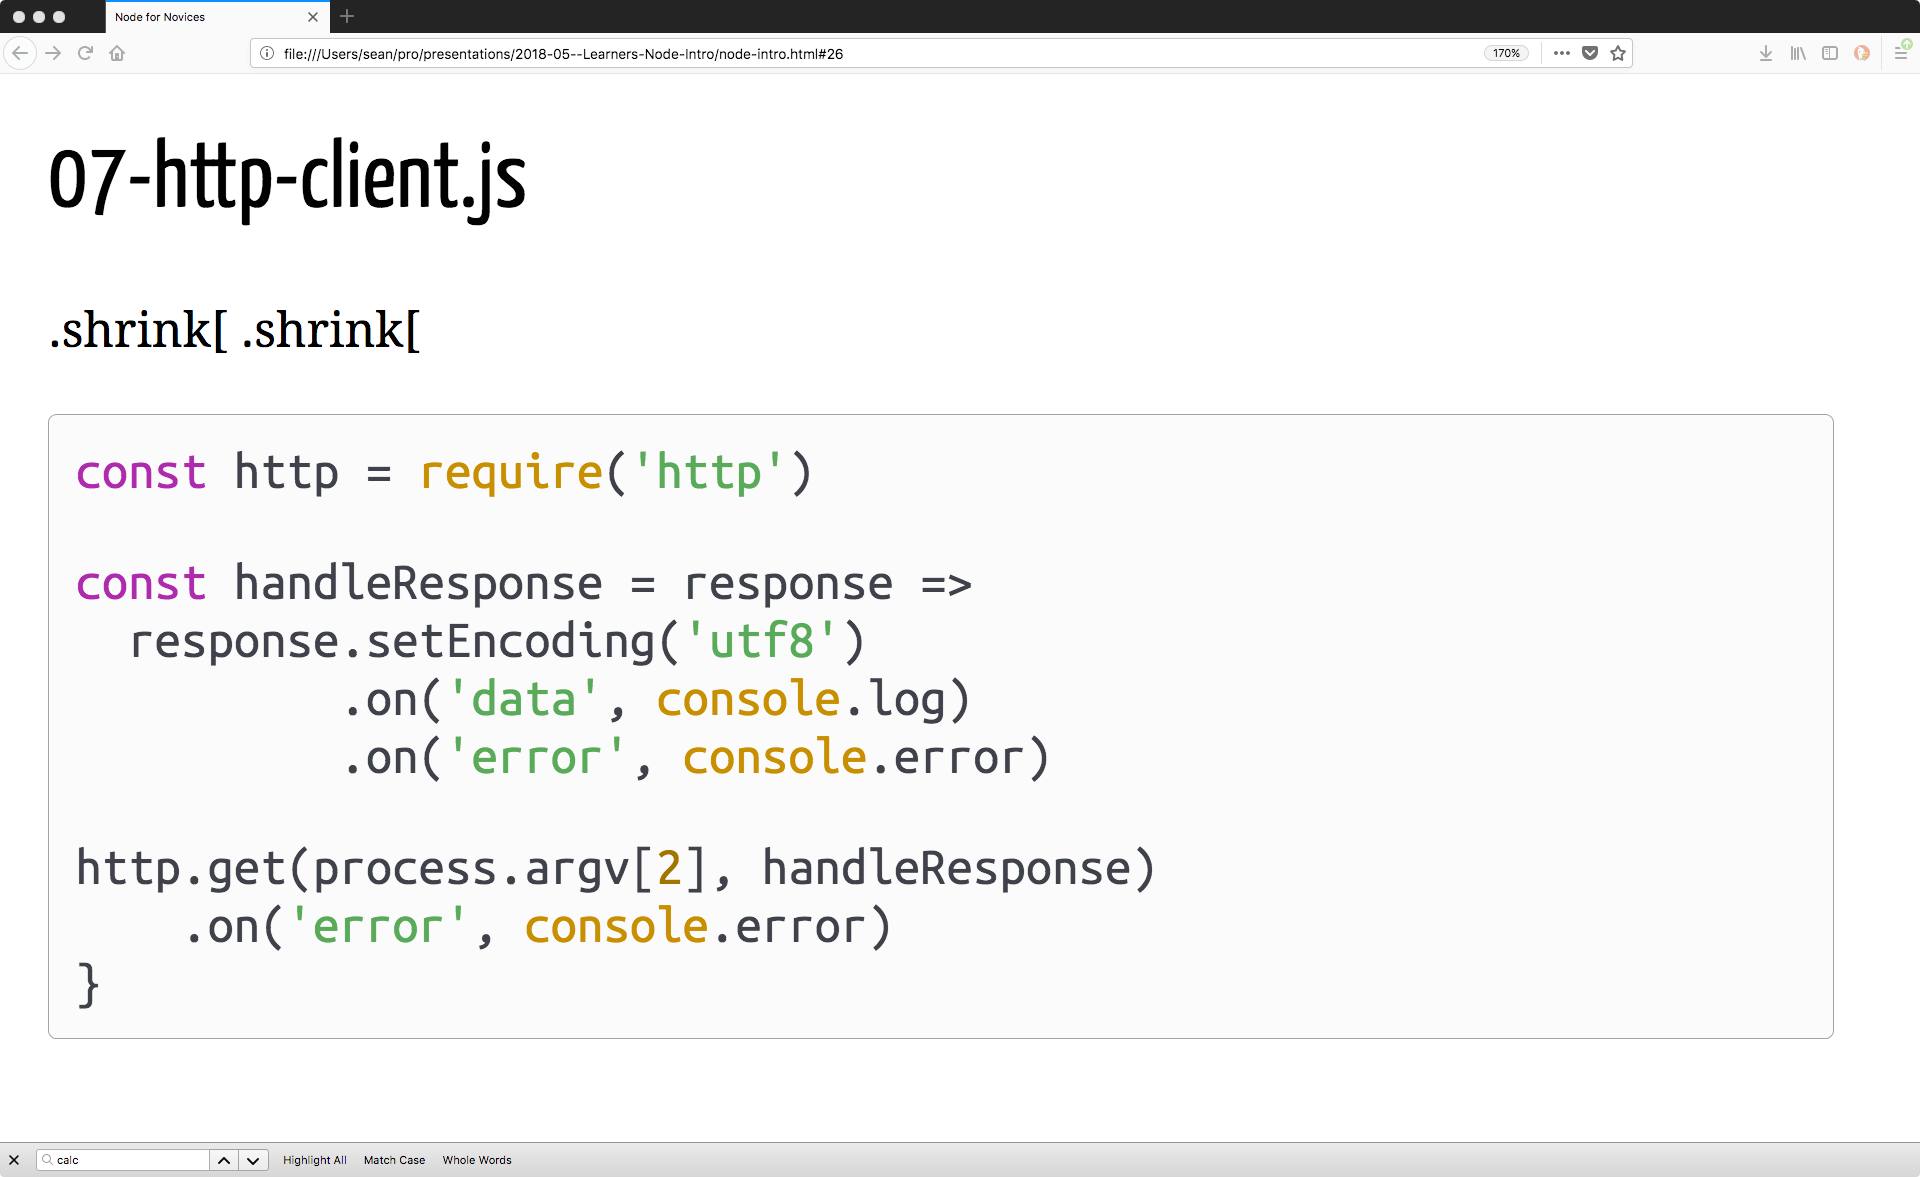 Node for Novices
file:///Users/sean/pro/presentations/2018-05--Learners-Node-Intro/node-intro.html#26
170%
07-http-client.js
.shrink[ .shrink[
const http = require('http')
const handleResponse = response =>
  response.setEncoding('utf8')
          .on('data', console.log)
          .on('error', console.error)
http.get(process.argv[2], handleResponse)
    .on('error', console.error)
}
calc
Highlight All Match Case Whole Words